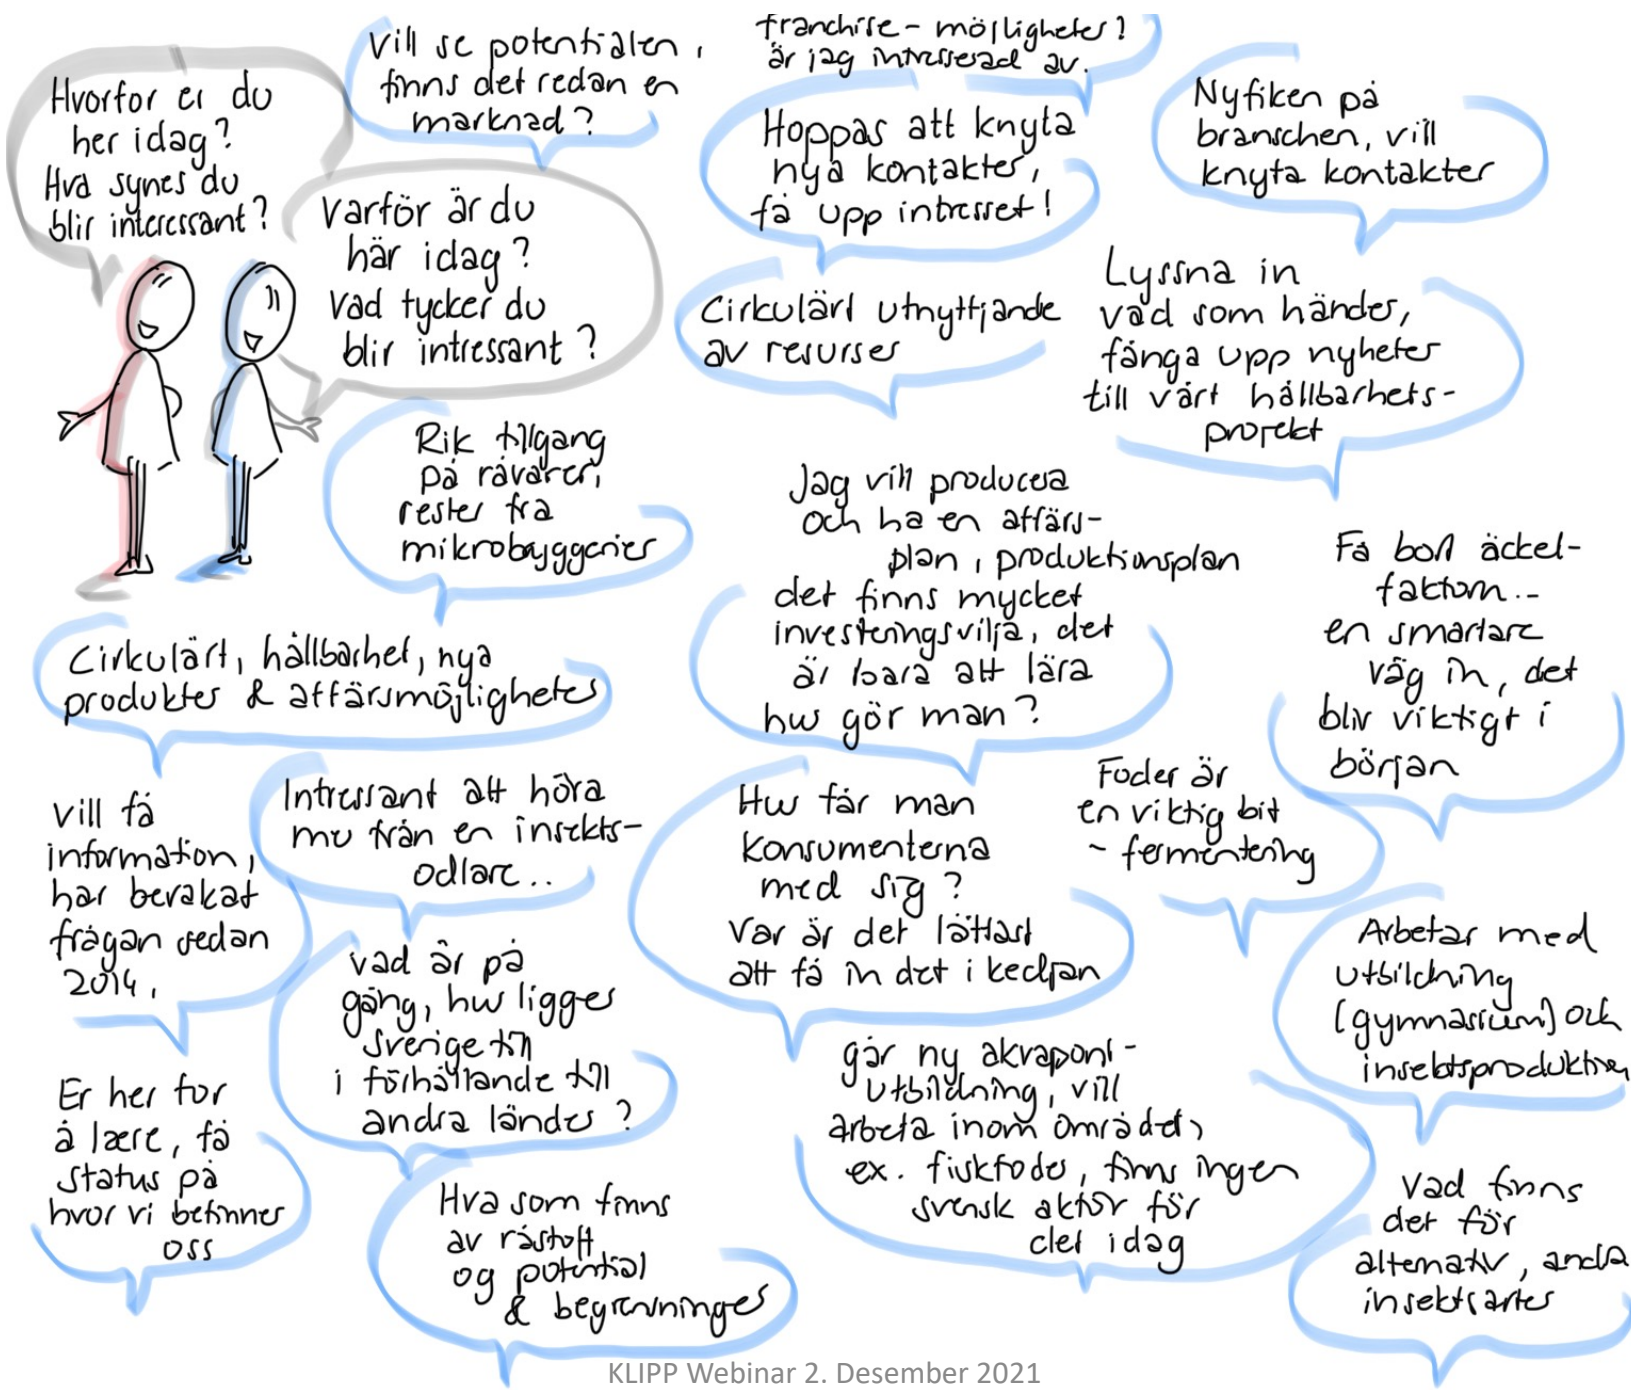 Hvorfor er du
her idag?
Hva synes du
blir interessant?
Varför är du
här idag?
Vad tycker du
blir intressant?
Vill se potentialen,
finns det redan en
marknad?
franchise-möjligheter?
är jag intresserad av.
Hoppas att knyta
nya kontakter,
få upp intresset!
Nyfiken på
branschen, vill
knyta kontakter
Cirkulärt utnyttjande
av resurser
Lyssna in
vad som händer,
fånga upp nyheter
till vårt hållbarhets-
projekt
Rik tillgang
på råvarer,
rester fra
mikrobryggerier
Jag vill producera
och ha en affärs-
plan, produktionsplan
det finns mycket
investeringsvilja, det
är bara att lära
hur gör man?
Få bort äckel-
faktorn..
en smartare
väg in, det
blir viktigt i
början
Cirkulärt, hållbarhet, nya
produkter & affärsmöjligheter
Vill få
information,
har bevakat
frågan sedan
2014,
Intressant att höra
mer från en insekts-
odlare..
Hur får man
konsumenterna
med sig?
Var är det lättast
att få in det i kedjan
Foder är
en viktig bit
- fermentering
Arbetar med
utbildning
(gymnasium) och
insektsproduktion
Vad är på
gång, hur ligger
Sverige till
i förhållande till
andra länder?
Er her for
å lære, få
status på
hvor vi befinner
oss
går ny akvaponi-
utbildning, vill
arbeta inom området,
ex. fiskfoder, finns ingen
svensk aktör för
det idag
Hva som finns
av råstoff
og potential
& begrensninger
Vad finns
det för
alternativ, andra
insektsarter
KLIPP Webinar 2. Desember 2021